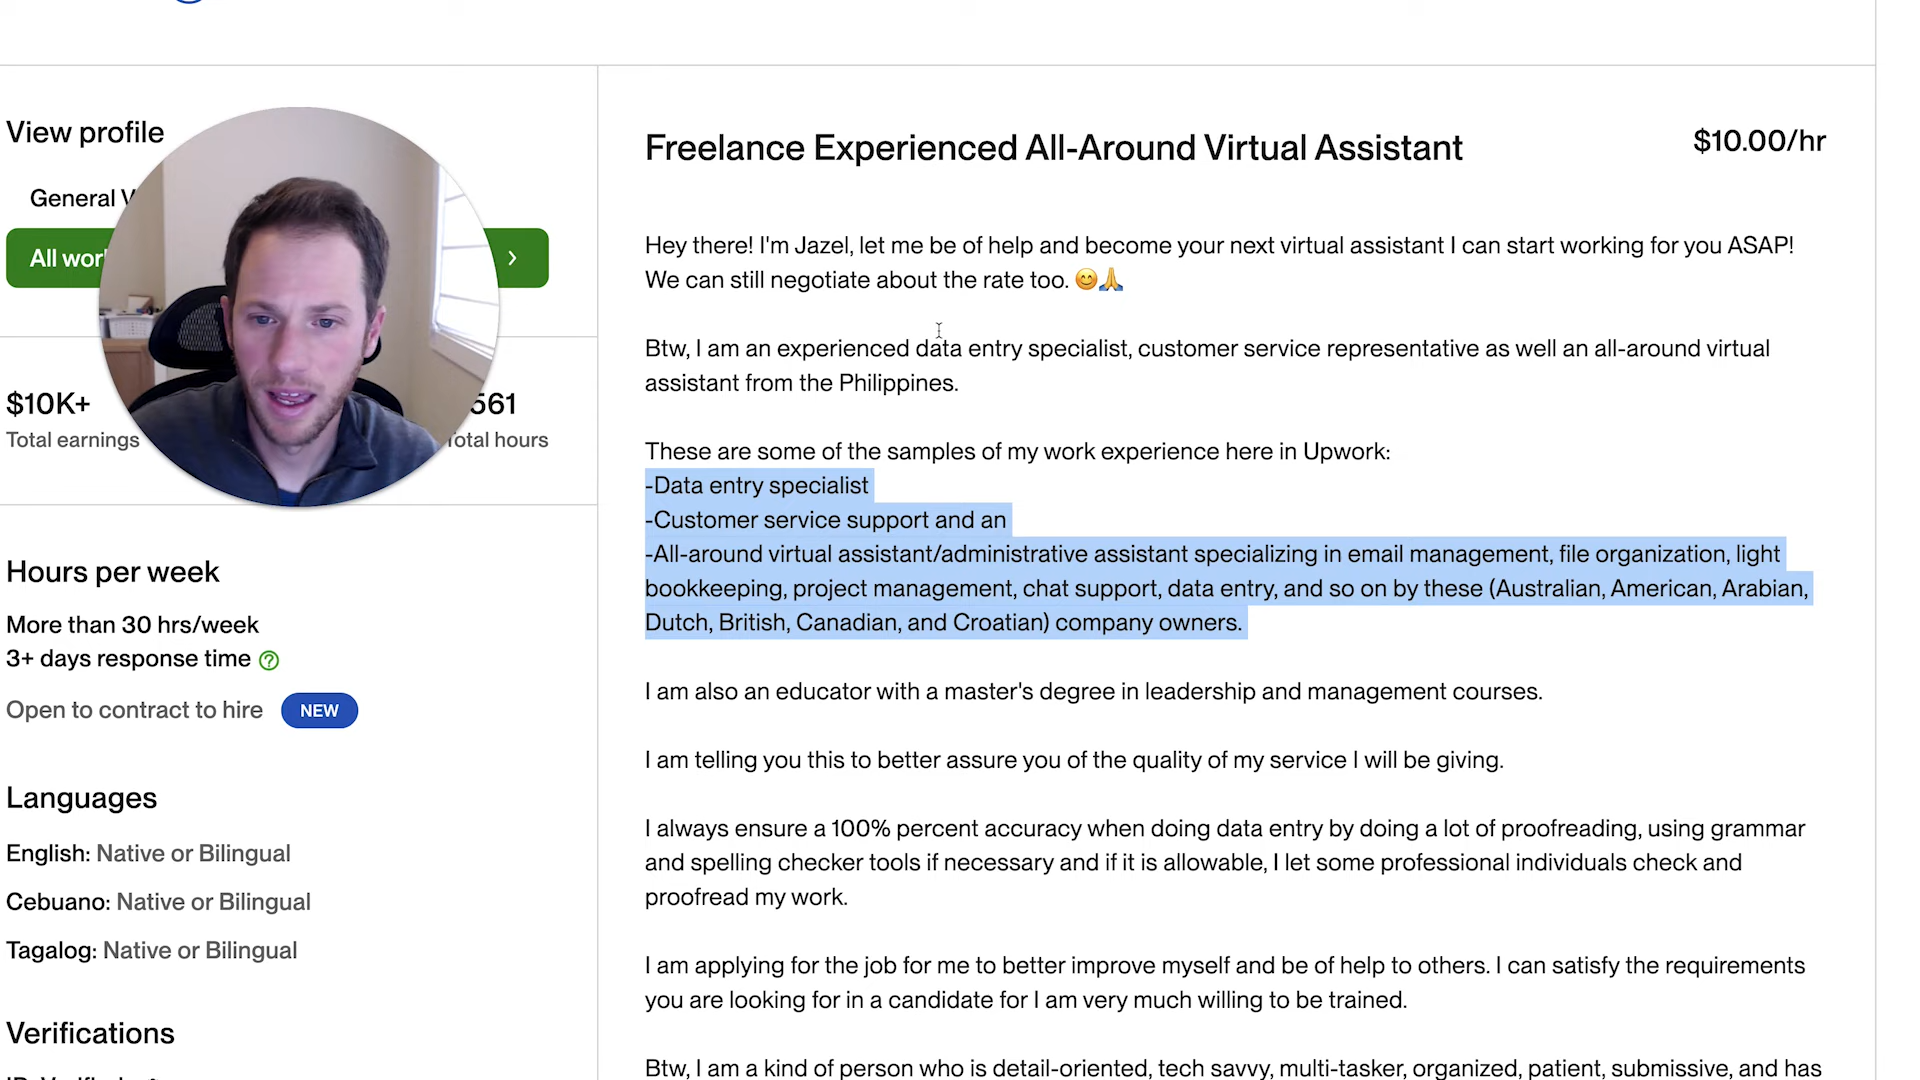 View profile
General
All
$10K+
Total earnings
Total hours
Hours per week
More than 30 hrs/week
3+ days response time
Open to contract to hire NEW
Languages
English: Native or Bilingual
Cebuano: Native or Bilingual
Tagalog: Native or Bilingual
Verifications
Freelance Experienced All-Around Virtual Assistant
$10.00/hr
Hey there! I'm Jazel, let me be of help and become your next virtual assistant I can start working for you ASAP!
We can still negotiate about the rate too. 😊🙏
Btw, I am an experienced data entry specialist, customer service representative as well an all-around virtual
assistant from the Philippines.
These are some of the samples of my work experience here in Upwork:
-Data entry specialist
-Customer service support and an
-All-around virtual assistant/administrative assistant specializing in email management, file organization, light
bookkeeping, project management, chat support, data entry, and so on by these (Australian, American, Arabian,
Dutch, British, Canadian, and Croatian) company owners.
I am also an educator with a master's degree in leadership and management courses.
I am telling you this to better assure you of the quality of my service I will be giving.
I always ensure a 100% percent accuracy when doing data entry by doing a lot of proofreading, using grammar
and spelling checker tools if necessary and if it is allowable, I let some professional individuals check and
proofread my work.
I am applying for the job for me to better improve myself and be of help to others. I can satisfy the requirements
you are looking for in a candidate for I am very much willing to be trained.
Btw, I am a kind of person who is detail-oriented, tech savvy, multi-tasker, organized, patient, submissive, and has